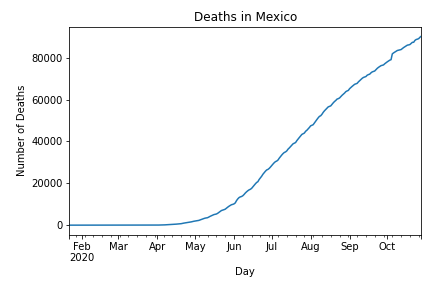 Deaths in Mexico
Number of Deaths
80000
60000
40000
20000
0
Feb Mar Apr May Jun Jul Aug Sep Oct
2020
Day